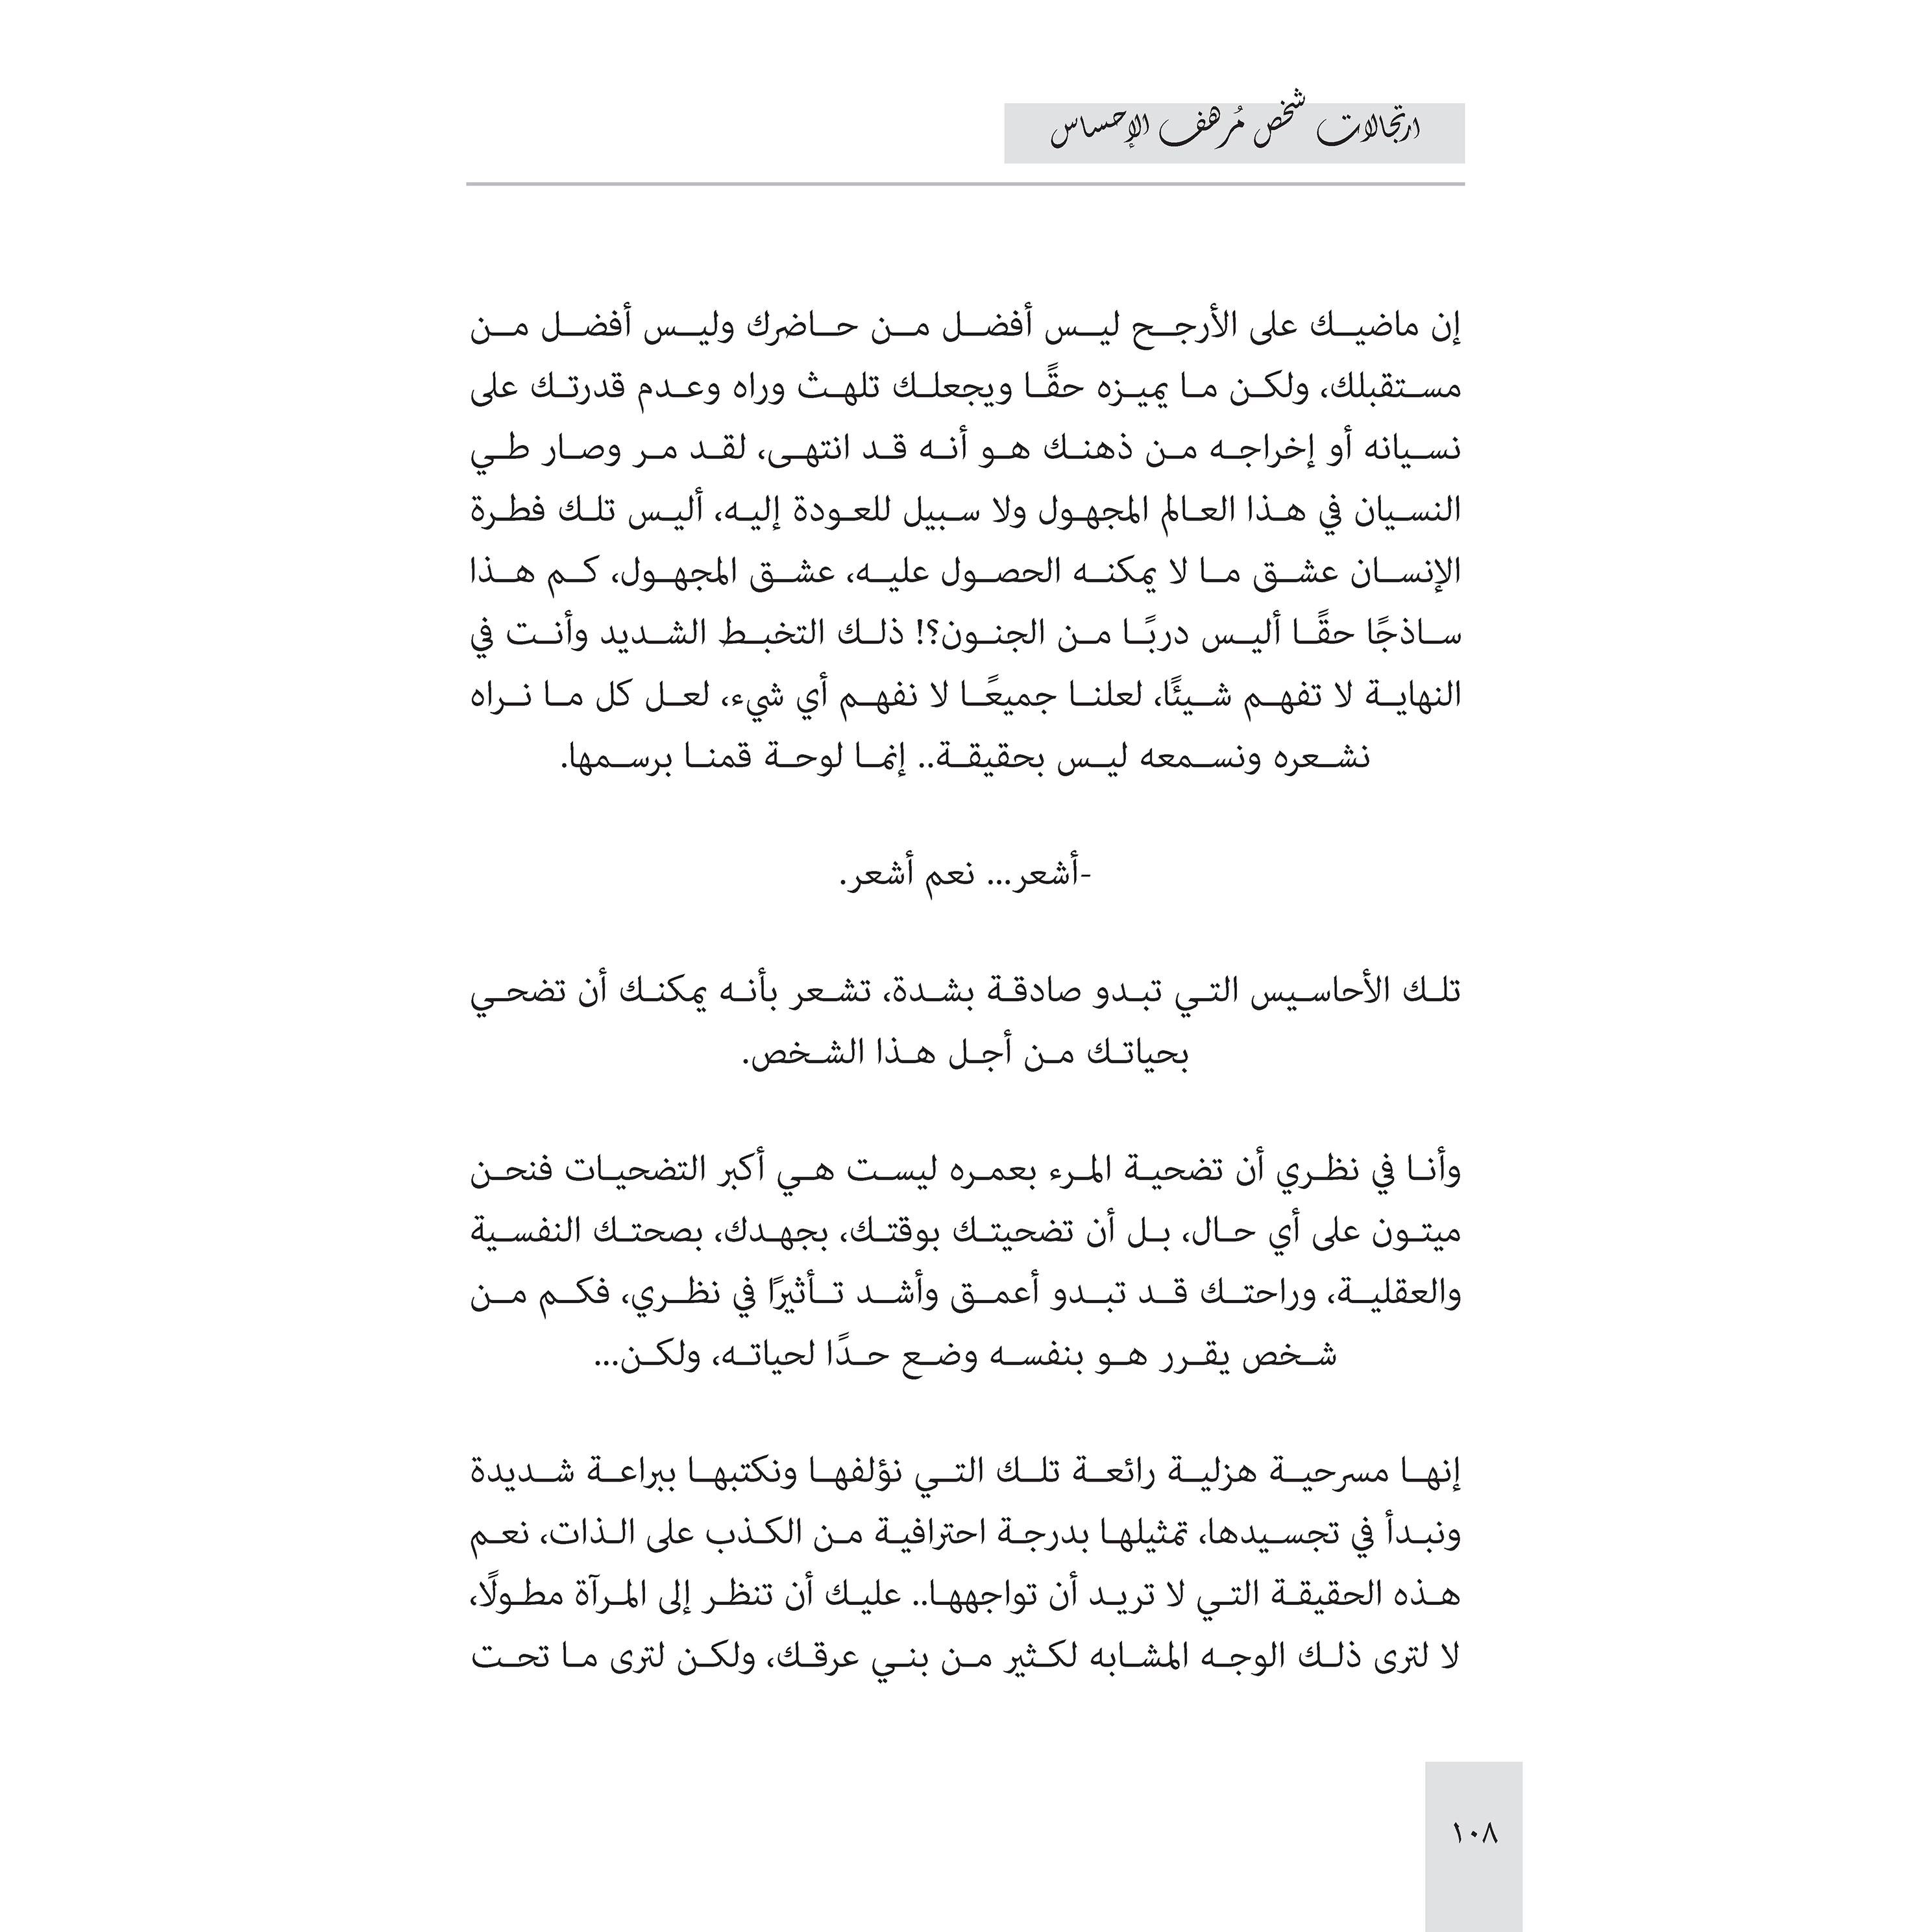 ارتجالات شخص مُرهف الإحساس
إن ماضيك على الأرجح ليس أفضل من حاضرك وليس أفضل من
مستقبلك، ولكن ما يميزه حقًا ويجعلك تلهث وراه وعدم قدرتك على
نسيانه أو إخراجه من ذهنك هو أنه قد انتهى، لقد مر وصار طي
النسيان في هذا العالم المجهول ولا سبيل للعودة إليه، أليس تلك فطرة
الإنسان عشق ما لا يمكنه الحصول عليه، عشق المجهول، كم هذا
ساذجًا حقًا أليس دربًا من الجنون؟! ذلك التخبط الشديد وأنت في
النهاية لا تفهم شيئًا، لعلنا جميعًا لا نفهم أي شيء، لعل كل ما نراه
نشعره ونسمعه ليس بحقيقة.. إنما لوحة قمنا برسمها.
-أشعر... نعم أشعر.
تلك الأحاسيس التي تبدو صادقة بشدة، تشعر بأنه يمكنك أن تضحي
بحياتك من أجل هذا الشخص.
وأنا في نظري أن تضحية المرء بعمره ليست هي أكبر التضحيات فنحن
ميتون على أي حال، بل أن تضحيتك بوقتك، بجهدك، بصحتك النفسية
والعقلية، وراحتك قد تبدو أعمق وأشد تأثيرًا في نظري، فكم من
شخص يقرر هو بنفسه وضع حدًا لحياته، ولكن...
إنها مسرحية هزلية رائعة تلك التي نؤلفها ونكتبها ببراعة شديدة
ونبدأ في تجسيدها، تمثيلها بدرجة احترافية من الكذب على الذات، نعم
هذه الحقيقة التي لا تريد أن تواجهها.. عليك أن تنظر إلى المرآة مطولًا،
لا لترى ذلك الوجه المشابه لكثير من بني عرقك، ولكن لترى ما تحت
١٠٨